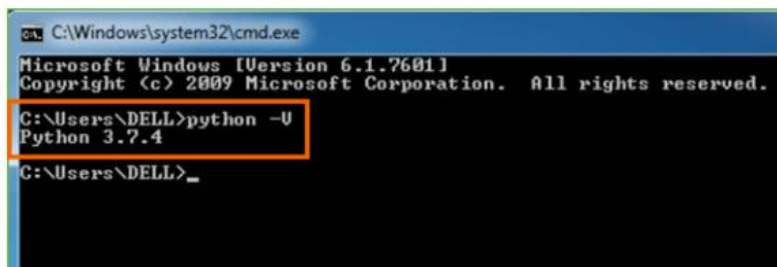 C:\Windows\system32\cmd.exe
Microsoft Windows [Version 6.1.7601]
Copyright (c) 2009 Microsoft Corporation.  All rights reserved.
C:\Users\DELL>python -V
Python 3.7.4
C:\Users\DELL>_